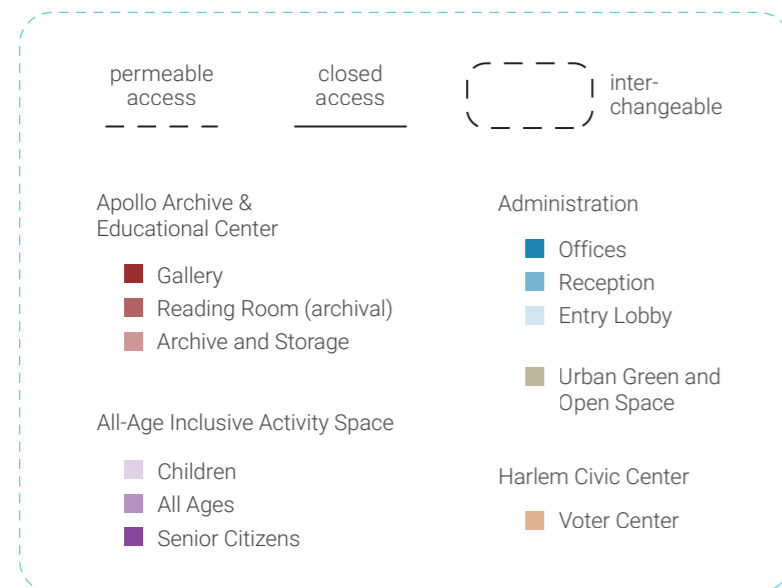 permeable
access
closed
access
inter-
changeable
Apollo Archive &
Educational Center
Gallery
Reading Room (archival)
Archive and Storage
All-Age Inclusive Activity Space
Children
All Ages
Senior Citizens
Administration
Offices
Reception
Entry Lobby
Urban Green and
Open Space
Harlem Civic Center
Voter Center